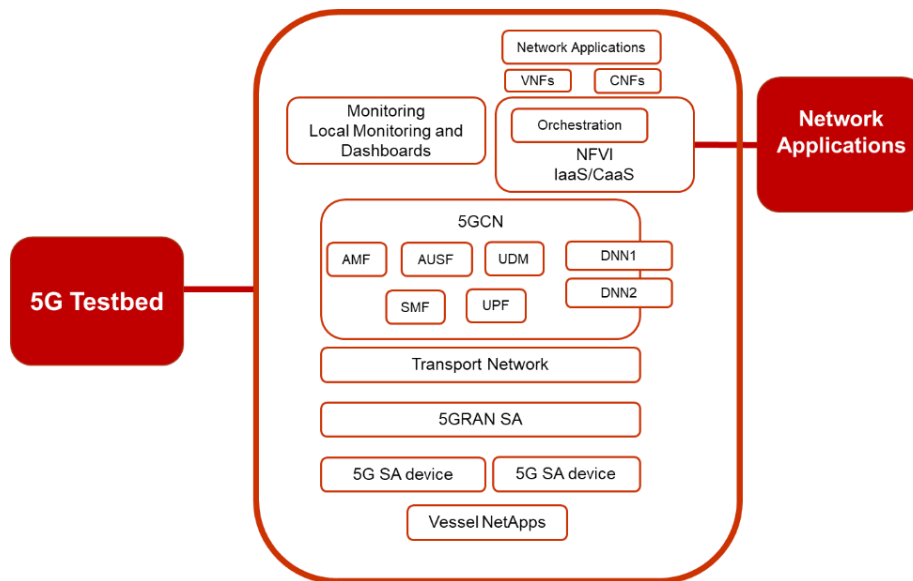 Network Applications
VNFs
CNFs
Monitoring
Local Monitoring and
Dashboards
Orchestration
NFVI
IaaS/CaaS
Network
Applications
5GCN
AMF
AUSF
UDM
DNN1
SMF
UPF
DNN2
5G Testbed
Transport Network
5GRAN SA
5G SA device
5G SA device
Vessel NetApps